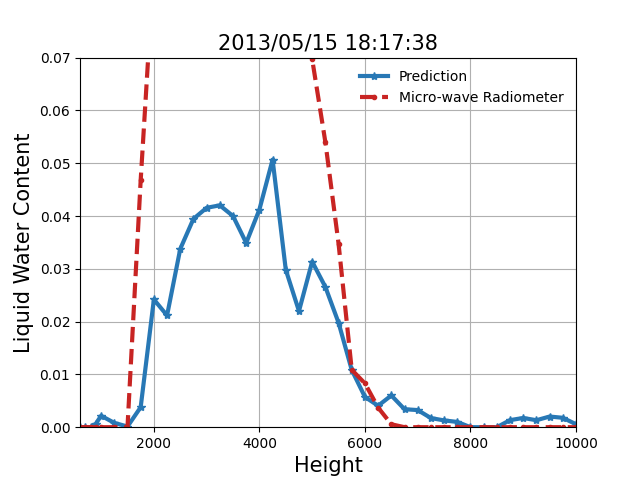 2013/05/15 18:17:38
Prediction
Micro-wave Radiometer
Liquid Water Content
0.07
0.06
0.05
0.04
0.03
0.02
0.01
0.00
2000 4000 6000 8000 10000
Height